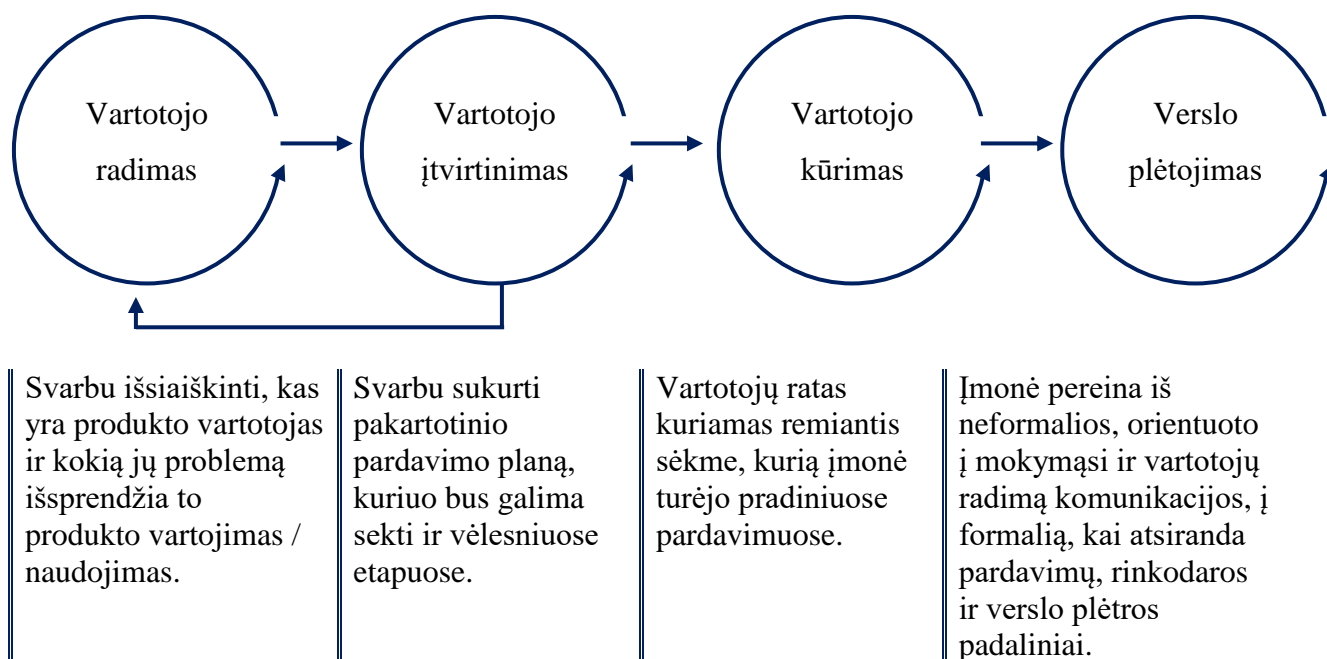 Vartotojo
radimas
Vartotojo
įtvirtinimas
Vartotojo
kūrimas
Verslo
plėtojimas
Svarbu išsiaiškinti, kas
yra produkto vartotojas
ir kokią jų problemą
išsprendžia to
produkto vartojimas /
naudojimas.
Svarbu sukurti
pakartotinio
pardavimo planą,
kuriuo bus galima
sekti ir vėlesniuose
etapuose.
Vartotojų ratas
kuriamas remiantis
sėkme, kurią įmonė
turėjo pradiniuose
pardavimuose.
Įmonė pereina iš
neformalios, orientuoto
į mokymąsi ir vartotojų
radimą komunikacijos, į
formalią, kai atsiranda
pardavimų, rinkodaros
ir verslo plėtros
padaliniai.